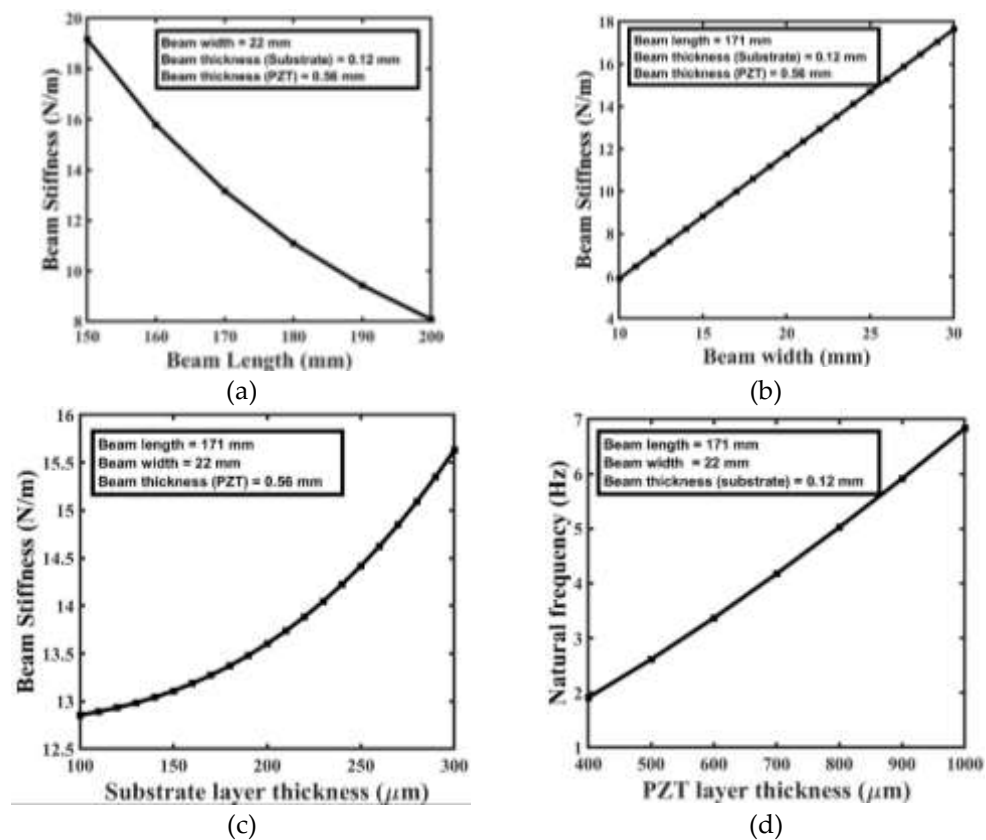 20
18
16
14
12
10
8
150
160
170
180
190
200
Beam Stiffness (N/m)
Beam Length (mm)
Beam width = 22 mm
Beam thickness (Substrate) = 0.12 mm
Beam thickness (PZT) = 0.56 mm
(a)
18
16
14
12
10
8
6
4
10
15
20
25
30
Beam Stiffness (N/m)
Beam width (mm)
Beam length = 171 mm
Beam thickness (Substrate) = 0.12 mm
Beam thickness (PZT) = 0.56 mm
(b)
16
15.5
15
14.5
14
13.5
13
12.5
100
150
200
250
300
Beam Stiffness (N/m)
Substrate layer thickness (μm)
Beam length = 171 mm
Beam width = 22 mm
Beam thickness (PZT) = 0.56 mm
(c)
7
6
5
4
3
2
1
400
500
600
700
800
900
1000
Natural frequency (Hz)
PZT layer thickness (μm)
Beam length = 171 mm
Beam width = 22 mm
Beam thickness (substrate) = 0.12 mm
(d)